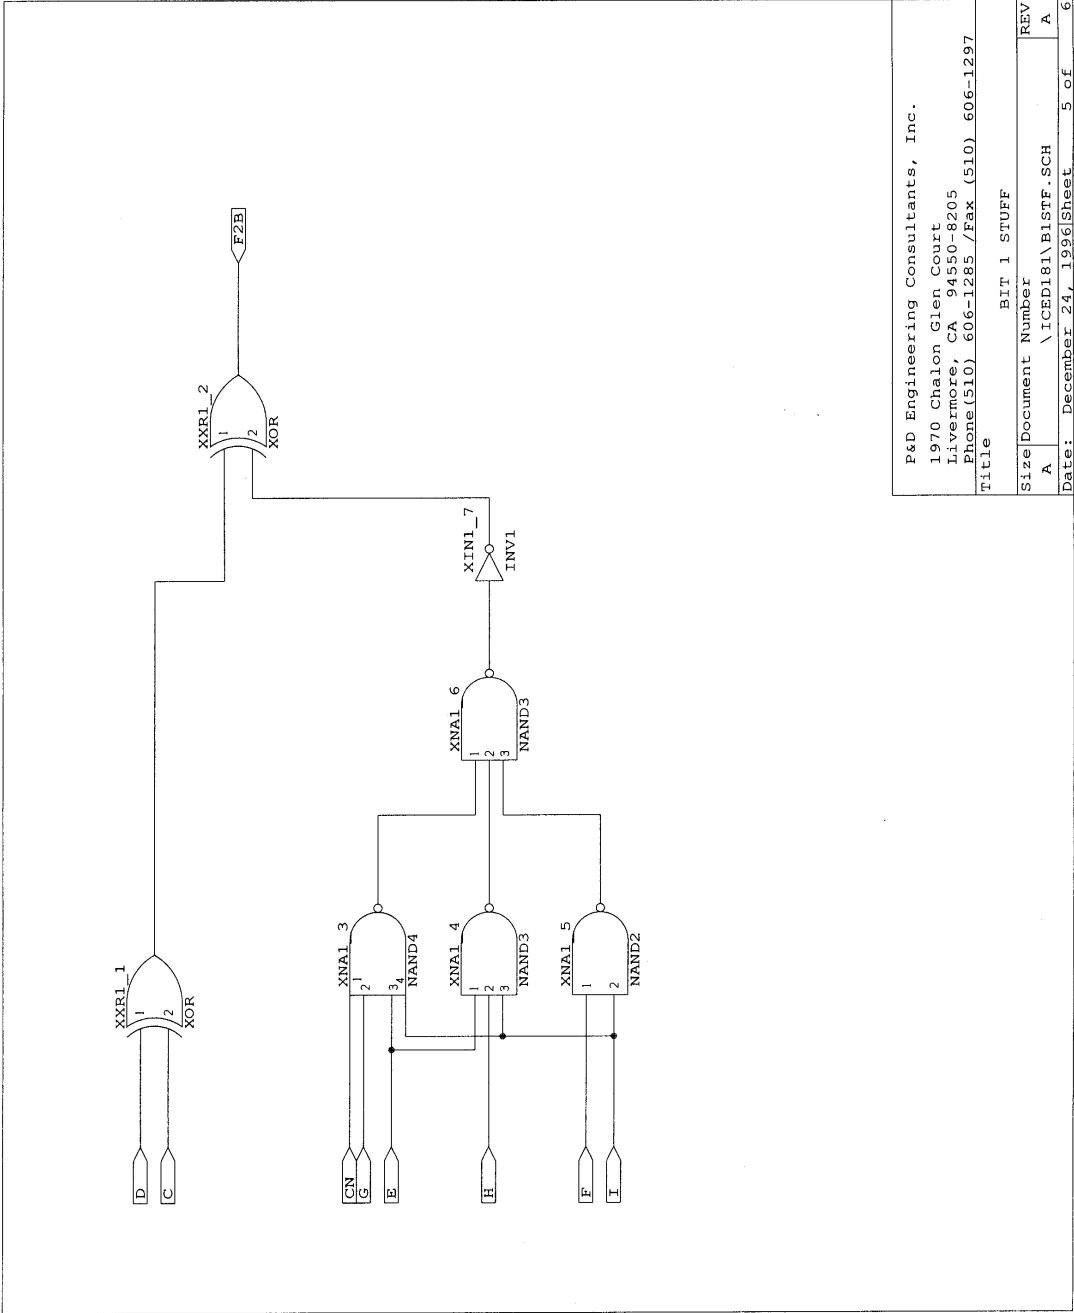 XXR1_1
D
1
C
2
XOR
XXR1_2
1
2
XOR
F2B
XNA1_3
CN
1
G
2
E
3
4
NAND4
XNA1_4
1
H
2
3
NAND3
XNA1_5
F
1
I
2
NAND2
XNA1_6
1
2
3
NAND3
XIN1_7
INV1
P&D Engineering Consultants, Inc.
1970 Chalon Glen Court
Livermore, CA 94550-8205
Phone(510) 606-1285 /Fax (510) 606-1297
Title
BIT 1 STUFF
Size Document Number REV
A \ICED181\B1STF.SCH A
Date: December 24, 1996 Sheet 5 of 6